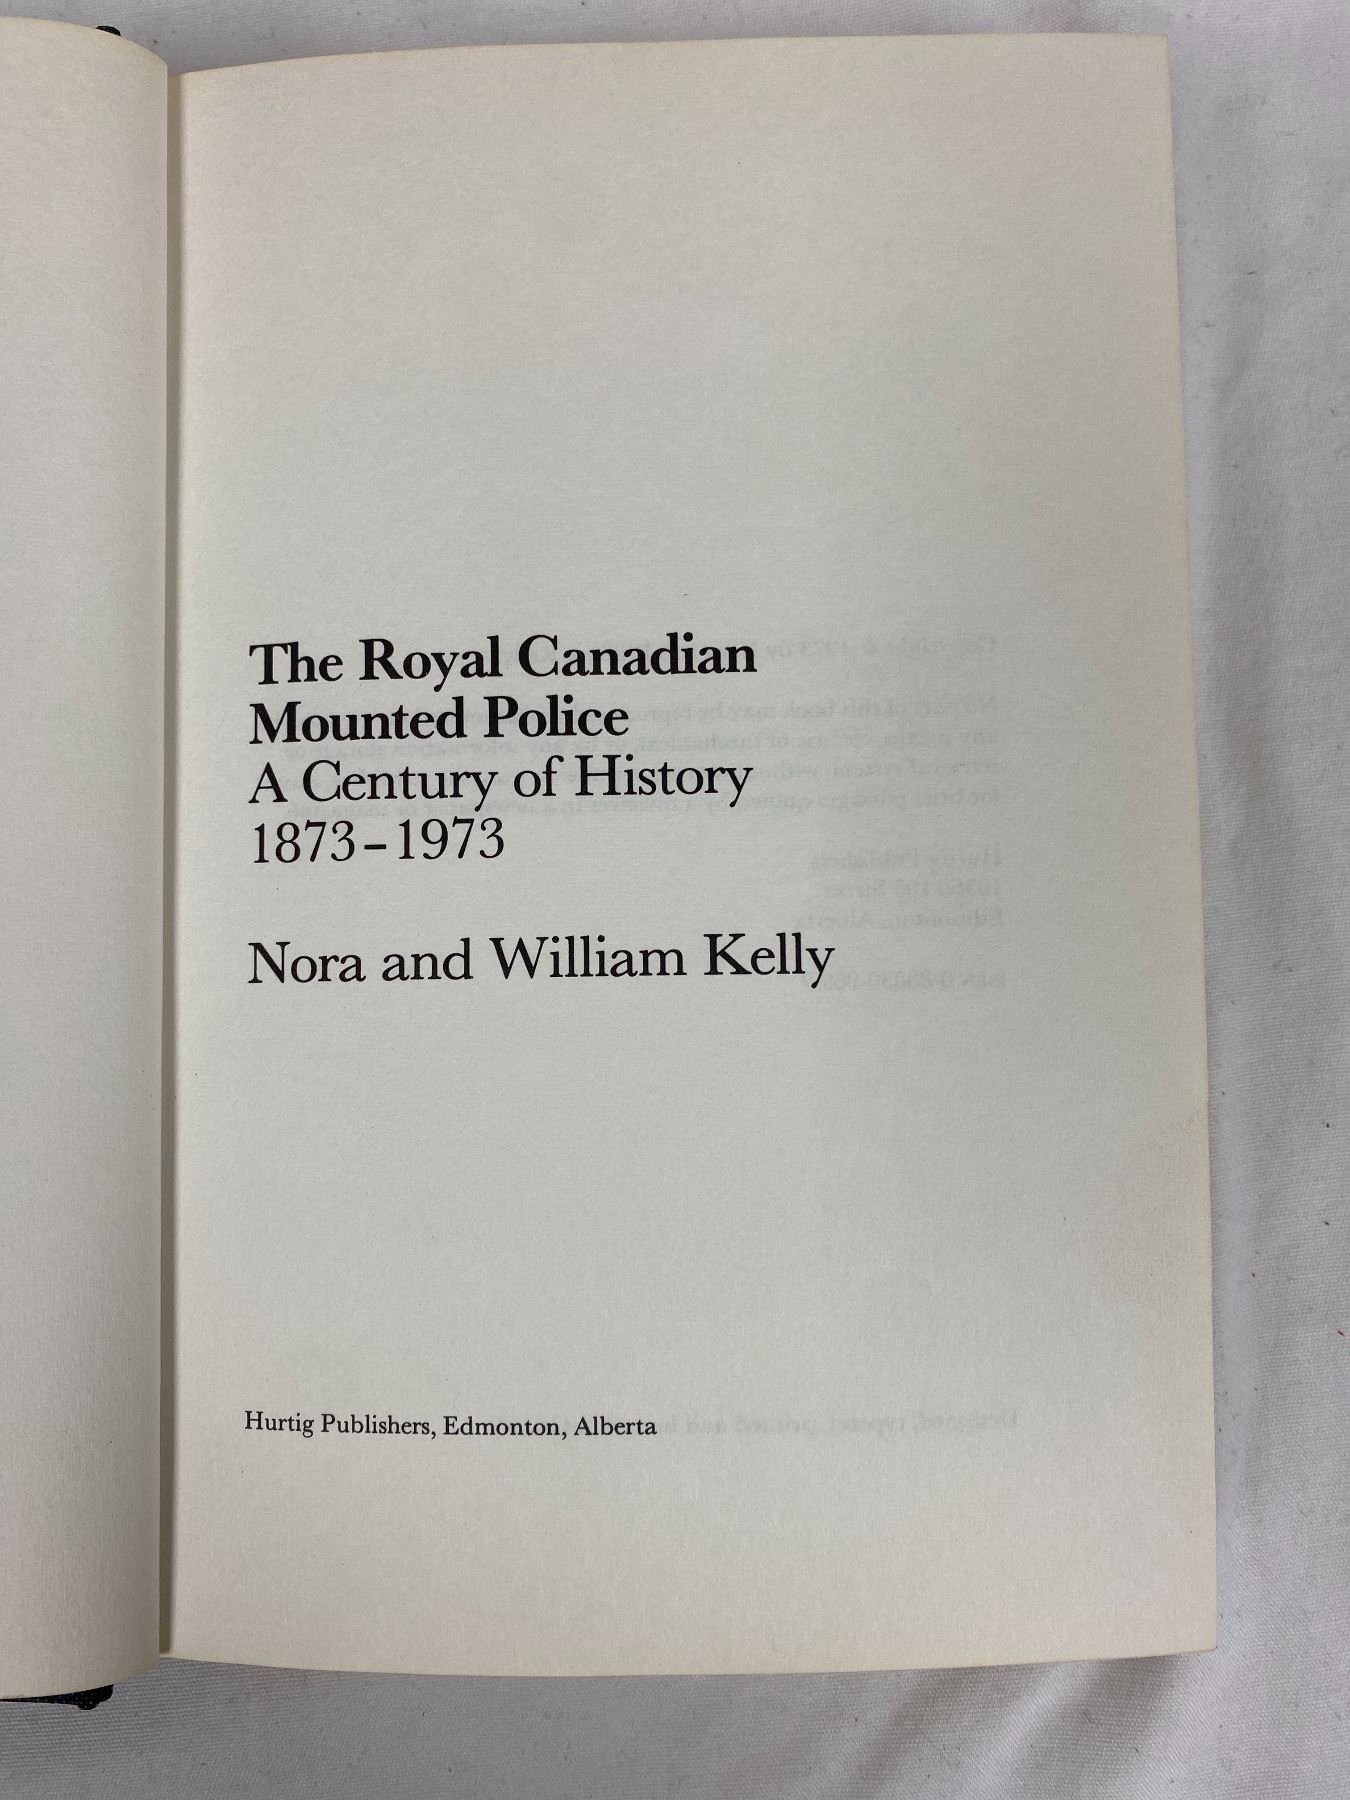 The Royal Canadian
Mounted Police
A Century of History
1873–1973
Nora and William Kelly
Hurtig Publishers, Edmonton, Alberta